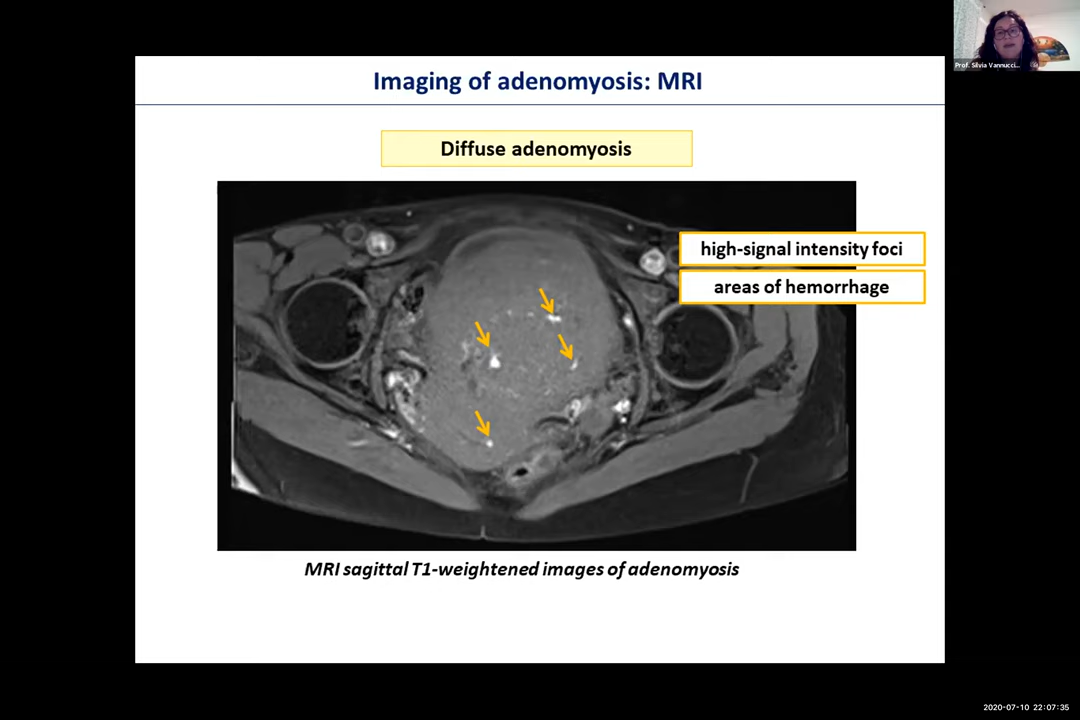 Prof. Silvia Vannucci...
Imaging of adenomyosis: MRI
Diffuse adenomyosis
high-signal intensity foci
areas of hemorrhage
MRI sagittal T1-weightened images of adenomyosis
2020-07-10 22:07:35